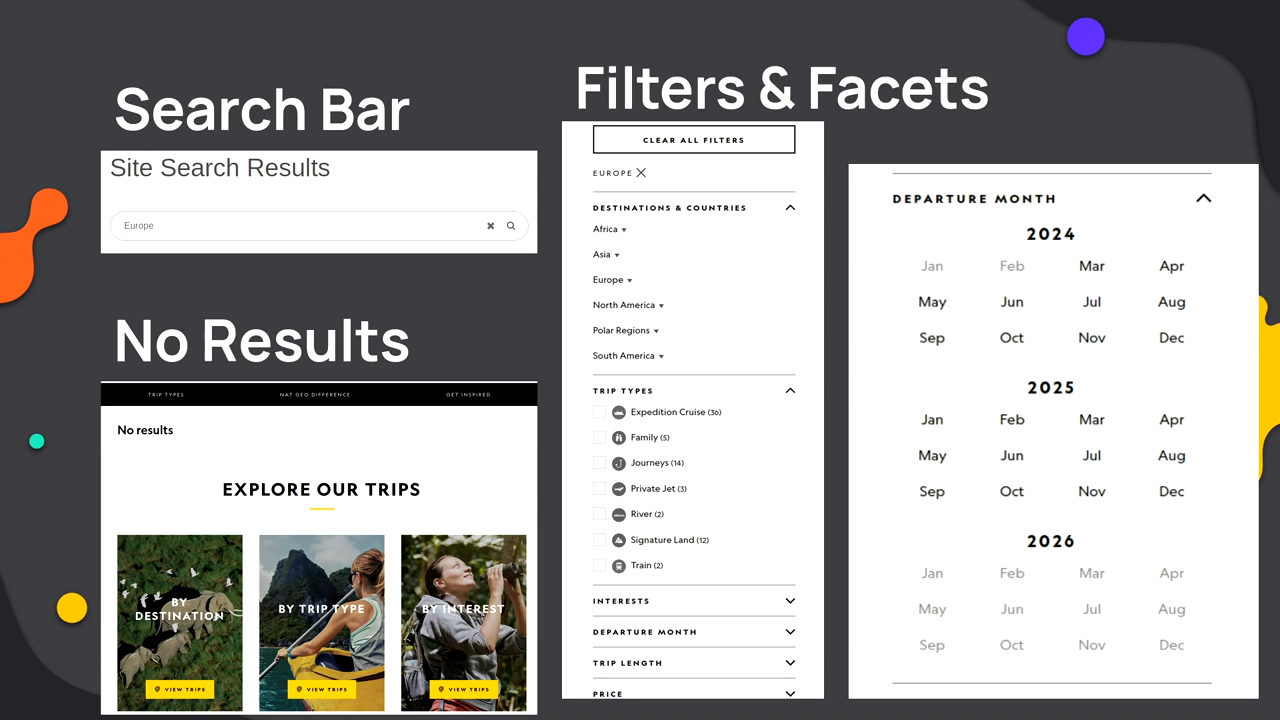 Search Bar
Site Search Results
Europe
No Results
TRIP TYPES NAT GEO DIFFERENCE GET INSPIRED
No results
EXPLORE OUR TRIPS
BY DESTINATION
VIEW TRIPS
BY TRIP TYPE
VIEW TRIPS
BY INTEREST
VIEW TRIPS
Filters & Facets
CLEAR ALL FILTERS
EUROPE
DESTINATIONS & COUNTRIES
Africa
Asia
Europe
North America
Polar Regions
South America
TRIP TYPES
Expedition Cruise (36)
Family (5)
Journeys (14)
Private Jet (3)
River (2)
Signature Land (12)
Train (2)
INTERESTS
DEPARTURE MONTH
TRIP LENGTH
PRICE
DEPARTURE MONTH
2024
Jan Feb Mar Apr
May Jun Jul Aug
Sep Oct Nov Dec
2025
Jan Feb Mar Apr
May Jun Jul Aug
Sep Oct Nov Dec
2026
Jan Feb Mar Apr
May Jun Jul Aug
Sep Oct Nov Dec